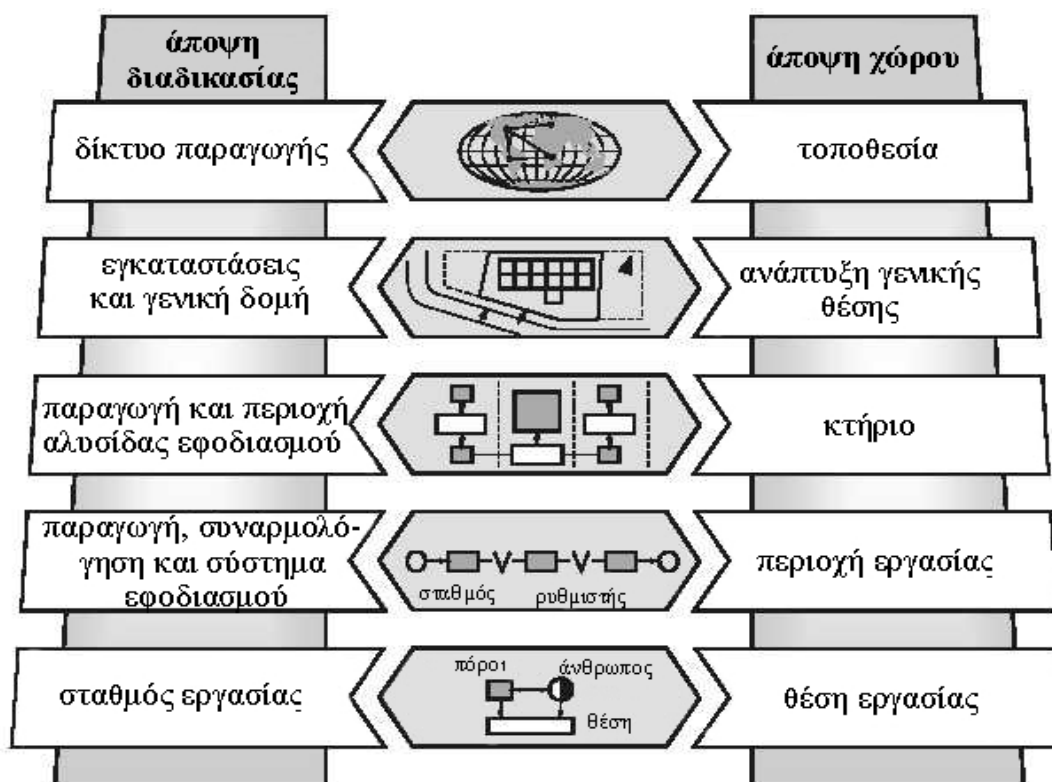 άποψη
διαδικασίας
άποψη χώρου
δίκτυο παραγωγής
τοποθεσία
εγκαταστάσεις
και γενική δομή
ανάπτυξη γενικής
θέσης
παραγωγή και περιοχή
αλυσίδας εφοδιασμού
κτήριο
παραγωγή, συναρμολό-
γηση και σύστημα
εφοδιασμού
σταθμός
ρυθμιστής
περιοχή εργασίας
σταθμός εργασίας
πόροι
άνθρωπος
θέση
θέση εργασίας